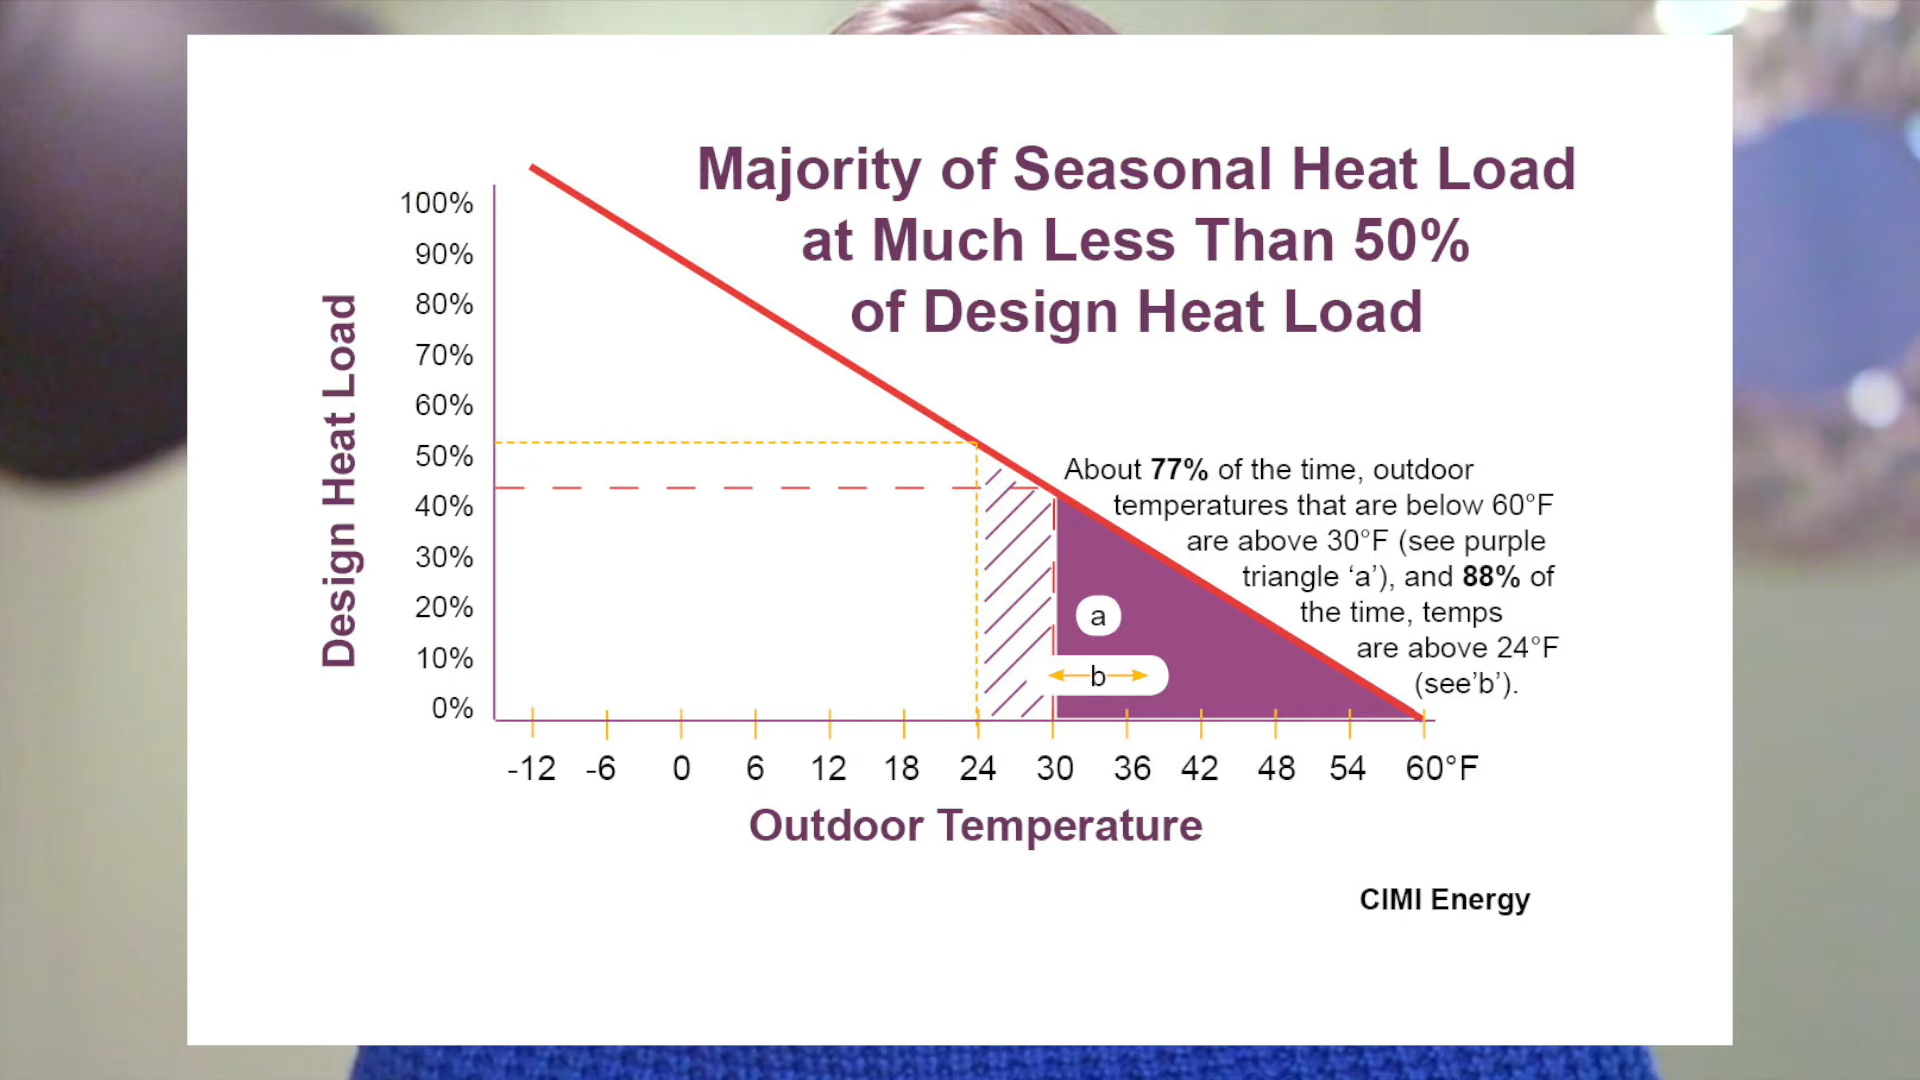 Majority of Seasonal Heat Load
at Much Less Than 50%
of Design Heat Load
Design Heat Load
100%
90%
80%
70%
60%
50%
40%
30%
20%
10%
0%
About 77% of the time, outdoor
temperatures that are below 60°F
are above 30°F (see purple
triangle ‘a’), and 88% of
the time, temps
are above 24°F
(see’b’).
a
b
-12 -6 0 6 12 18 24 30 36 42 48 54 60°F
Outdoor Temperature
CIMI Energy